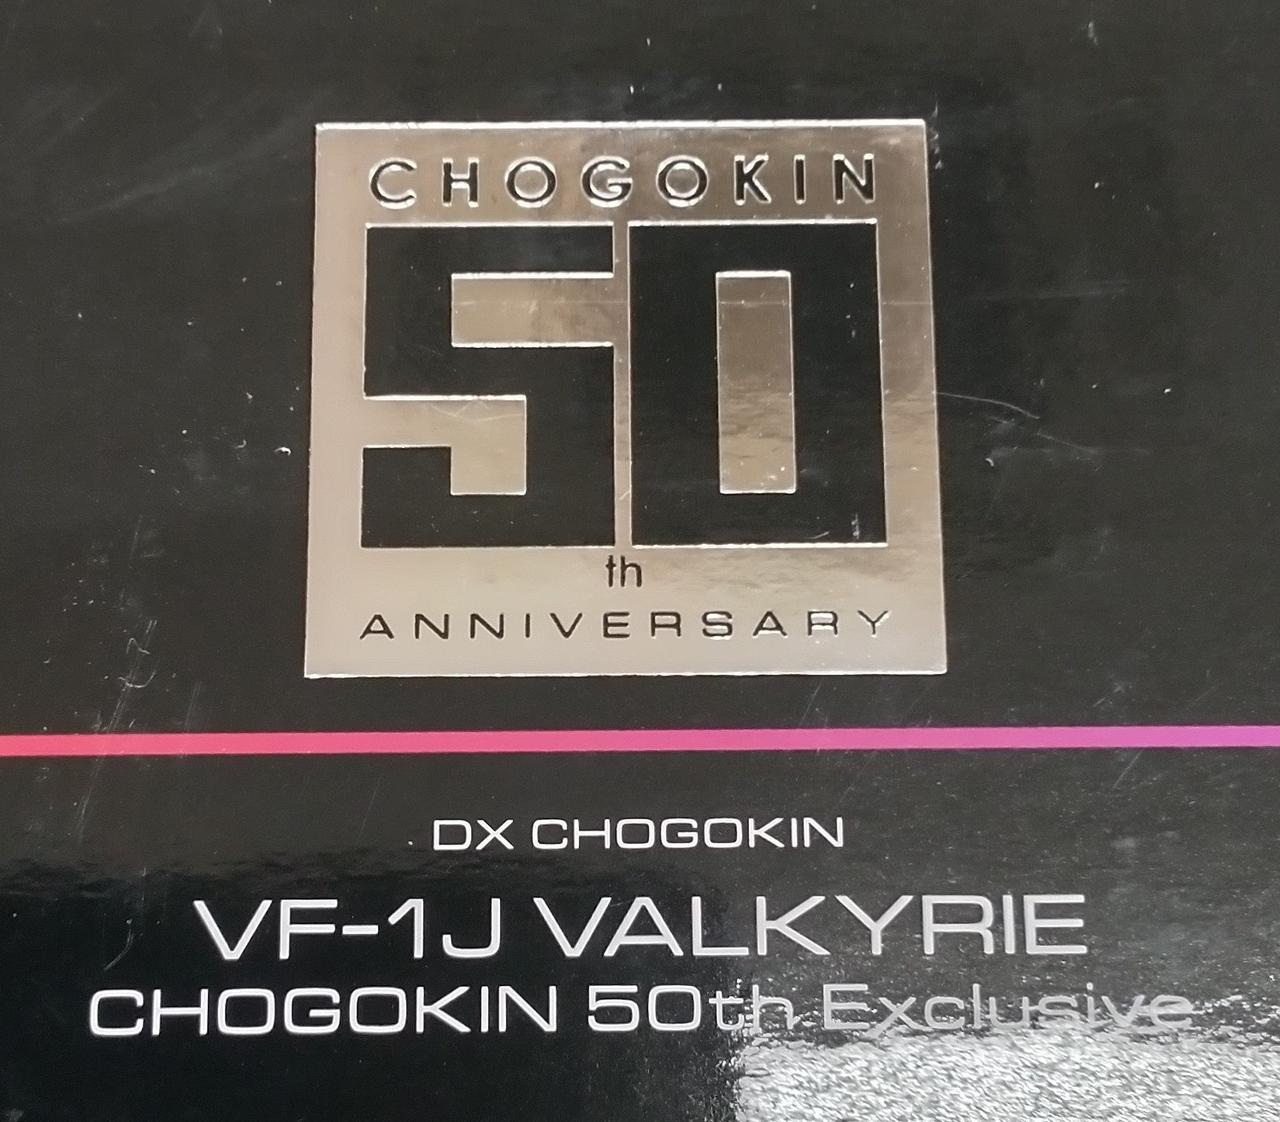 CHOGOKIN
50
th
ANNIVERSARY
DX CHOGOKIN
VF-1J VALKYRIE
CHOGOKIN 50th Exclusive